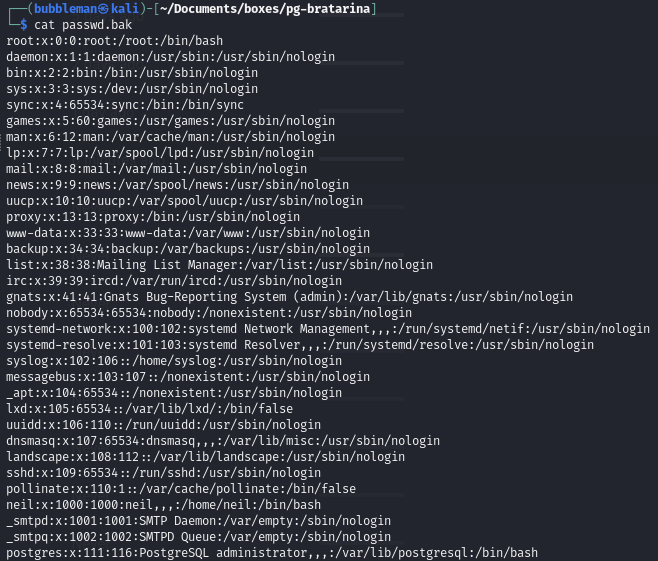 ┌──(bubbleman㉿kali)-[~/Documents/boxes/pg-bratarina]
└─$ cat passwd.bak
root:x:0:0:root:/root:/bin/bash
daemon:x:1:1:daemon:/usr/sbin:/usr/sbin/nologin
bin:x:2:2:bin:/bin:/usr/sbin/nologin
sys:x:3:3:sys:/dev:/usr/sbin/nologin
sync:x:4:65534:sync:/bin:/bin/sync
games:x:5:60:games:/usr/games:/usr/sbin/nologin
man:x:6:12:man:/var/cache/man:/usr/sbin/nologin
lp:x:7:7:lp:/var/spool/lpd:/usr/sbin/nologin
mail:x:8:8:mail:/var/mail:/usr/sbin/nologin
news:x:9:9:news:/var/spool/news:/usr/sbin/nologin
uucp:x:10:10:uucp:/var/spool/uucp:/usr/sbin/nologin
proxy:x:13:13:proxy:/bin:/usr/sbin/nologin
www-data:x:33:33:www-data:/var/www:/usr/sbin/nologin
backup:x:34:34:backup:/var/backups:/usr/sbin/nologin
list:x:38:38:Mailing List Manager:/var/list:/usr/sbin/nologin
irc:x:39:39:ircd:/var/run/ircd:/usr/sbin/nologin
gnats:x:41:41:Gnats Bug-Reporting System (admin):/var/lib/gnats:/usr/sbin/nologin
nobody:x:65534:65534:nobody:/nonexistent:/usr/sbin/nologin
systemd-network:x:100:102:systemd Network Management,,,:/run/systemd/netif:/usr/sbin/nologin
systemd-resolve:x:101:103:systemd Resolver,,,:/run/systemd/resolve:/usr/sbin/nologin
syslog:x:102:106::/home/syslog:/usr/sbin/nologin
messagebus:x:103:107::/nonexistent:/usr/sbin/nologin
_apt:x:104:65534::/nonexistent:/usr/sbin/nologin
lxd:x:105:65534::/var/lib/lxd/:/bin/false
uuidd:x:106:110::/run/uuidd:/usr/sbin/nologin
dnsmasq:x:107:65534:dnsmasq,,,:/var/lib/misc:/usr/sbin/nologin
landscape:x:108:112::/var/lib/landscape:/usr/sbin/nologin
sshd:x:109:65534::/run/sshd:/usr/sbin/nologin
pollinate:x:110:1::/var/cache/pollinate:/bin/false
neil:x:1000:1000:neil,,,:/home/neil:/bin/bash
_smtpd:x:1001:1001:SMTP Daemon:/var/empty:/sbin/nologin
_smtpq:x:1002:1002:SMTPD Queue:/var/empty:/sbin/nologin
postgres:x:111:116:PostgreSQL administrator,,,:/var/lib/postgresql:/bin/bash